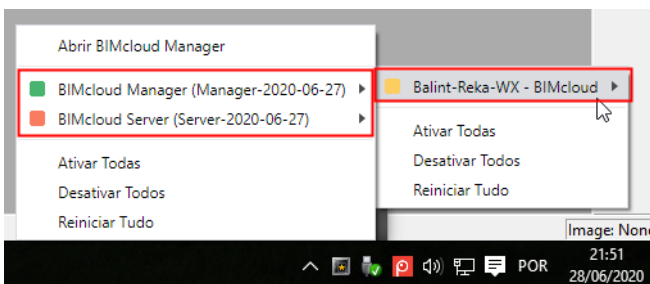 Abrir BIMcloud Manager
BIMcloud Manager (Manager-2020-06-27)
BIMcloud Server (Server-2020-06-27)
Ativar Todas
Desativar Todos
Reiniciar Tudo
Balint-Reka-WX - BIMcloud
Ativar Todas
Desativar Todos
Reiniciar Tudo
Image: Non
POR
21:51
28/06/2020